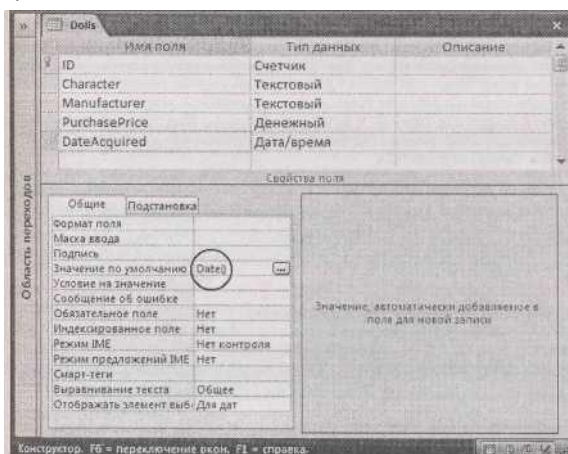 Dolls
Имя поля Тип данных Описание
ID Счетчик
Character Текстовый
Manufacturer Текстовый
PurchasePrice Денежный
DateAcquired Дата/время
Свойства поля
Область переходов
Общие Подстановка
Формат поля
Маска ввода
Подпись
Значение по умолчанию Date()
Условие на значение
Сообщение об ошибке
Обязательное поле Нет
Индексированное поле Нет
Режим IME Нет контроля
Режим предложений IME Нет
Смарт-теги
Выравнивание текста Общее
Отображать элемент выб Для дат
Значение, автоматически добавляемое в
поле для новой записи
Конструктор. F6 = переключение окон. F1 = справка.